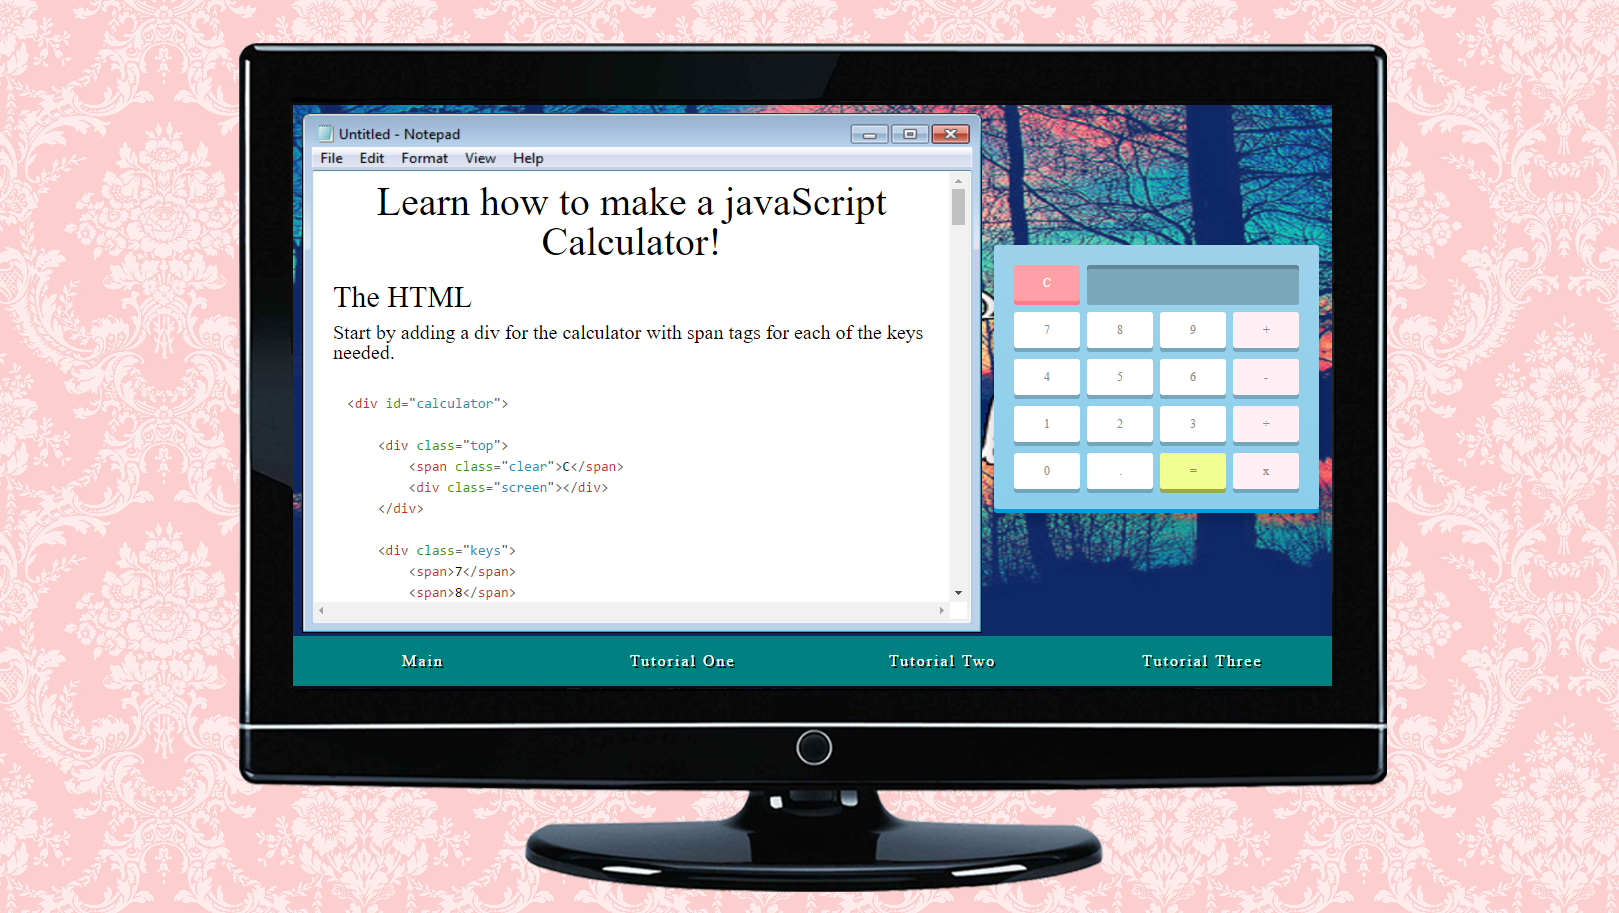 Untitled - Notepad
File Edit Format View Help
Learn how to make a javaScript
Calculator!
The HTML
Start by adding a div for the calculator with span tags for each of the keys
needed.
<div id="calculator">
<div class="top">
<span class="clear">C</span>
<div class="screen"></div>
</div>
<div class="keys">
<span>7</span>
<span>8</span>
C
7 8 9 +
4 5 6 -
1 2 3 ÷
0 . = x
Main Tutorial One Tutorial Two Tutorial Three